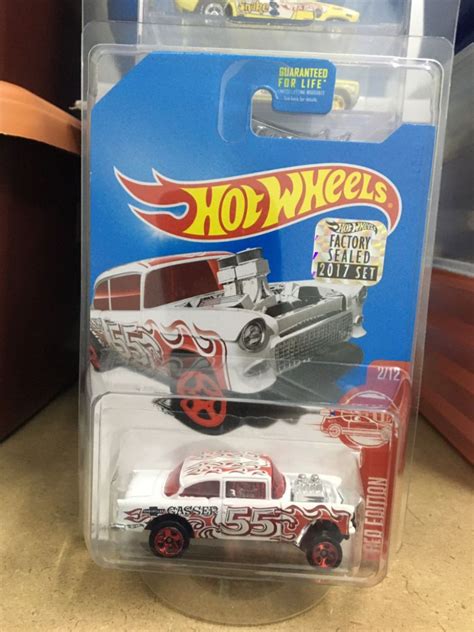 GUARANTEED
FOR LIFE*
HOT WHEELS
Hot Wheels
FACTORY
SEALED
2017 SET
55
2/12
GASSER 55
RED EDITION